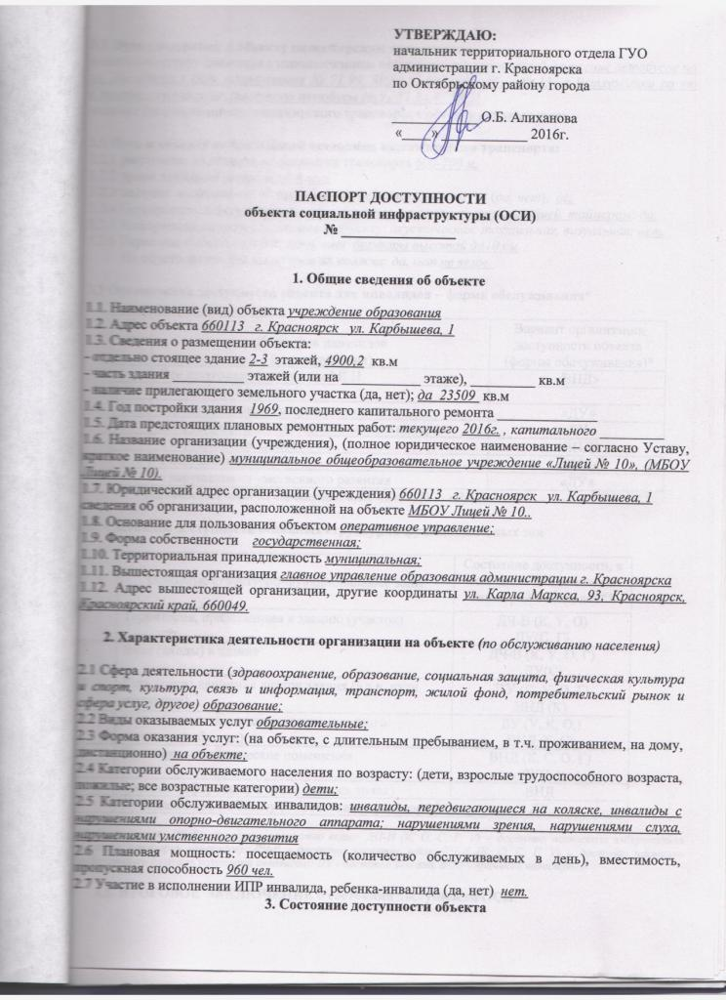 УТВЕРЖДАЮ:
начальник территориального отдела ГУО
администрации г. Красноярска
по Октябрьскому району города
____________О.Б. Алиханова
«____»____________ 2016г.
ПАСПОРТ ДОСТУПНОСТИ
объекта социальной инфраструктуры (ОСИ)
№ ________________
1. Общие сведения об объекте
1.1. Наименование (вид) объекта учреждение образования
1.2. Адрес объекта 660113 г. Красноярск ул. Карбышева, 1
1.3. Сведения о размещении объекта:
- отдельно стоящее здание 2-3 этажей, 4900,2 кв.м
- часть здания __________ этажей (или на ___________ этаже), _________ кв.м
- наличие прилегающего земельного участка (да, нет); да 23509 кв.м
1.4. Год постройки здания 1969, последнего капитального ремонта ______________
1.5. Дата предстоящих плановых ремонтных работ: текущего 2016г. , капитального _________
1.6. Название организации (учреждения), (полное юридическое наименование – согласно Уставу,
краткое наименование) муниципальное общеобразовательное учреждение «Лицей № 10», (МБОУ
Лицей № 10).
1.7. Юридический адрес организации (учреждения) 660113 г. Красноярск ул. Карбышева, 1
сведения об организации, расположенной на объекте МБОУ Лицей № 10..
1.8. Основание для пользования объектом оперативное управление;
1.9. Форма собственности государственная;
1.10. Территориальная принадлежность муниципальная;
1.11. Вышестоящая организация главное управление образования администрации г. Красноярска
1.12. Адрес вышестоящей организации, другие координаты ул. Карла Маркса, 93, Красноярск,
Красноярский край, 660049.
2. Характеристика деятельности организации на объекте (по обслуживанию населения)
2.1 Сфера деятельности (здравоохранение, образование, социальная защита, физическая культура
и спорт, культура, связь и информация, транспорт, жилой фонд, потребительский рынок и
сфера услуг, другое) образование;
2.2 Виды оказываемых услуг образовательные;
2.3 Форма оказания услуг: (на объекте, с длительным пребыванием, в т.ч. проживанием, на дому,
дистанционно) на объекте;
2.4 Категории обслуживаемого населения по возрасту: (дети, взрослые трудоспособного возраста,
пожилые; все возрастные категории) дети;
2.5 Категории обслуживаемых инвалидов: инвалиды, передвигающиеся на коляске, инвалиды с
нарушениями опорно-двигательного аппарата; нарушениями зрения, нарушениями слуха,
нарушениями умственного развития
2.6 Плановая мощность: посещаемость (количество обслуживаемых в день), вместимость,
пропускная способность 960 чел.
2.7 Участие в исполнении ИПР инвалида, ребенка-инвалида (да, нет) нет.
3. Состояние доступности объекта